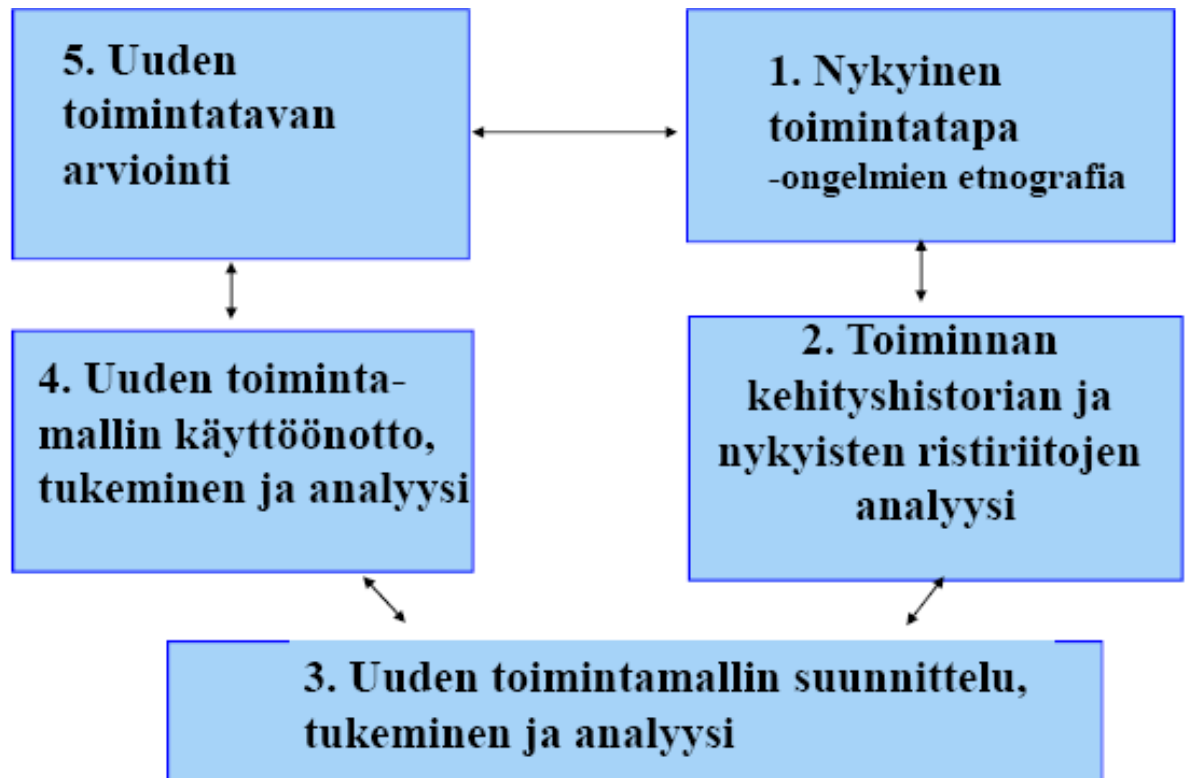 5. Uuden
toimintatavan
arviointi
1. Nykyinen
toimintatapa
-ongelmien etnografia
4. Uuden toiminta-
mallin käyttöönotto,
tukeminen ja analyysi
2. Toiminnan
kehityshistorian ja
nykyisten ristiriitojen
analyysi
3. Uuden toimintamallin suunnittelu,
tukeminen ja analyysi